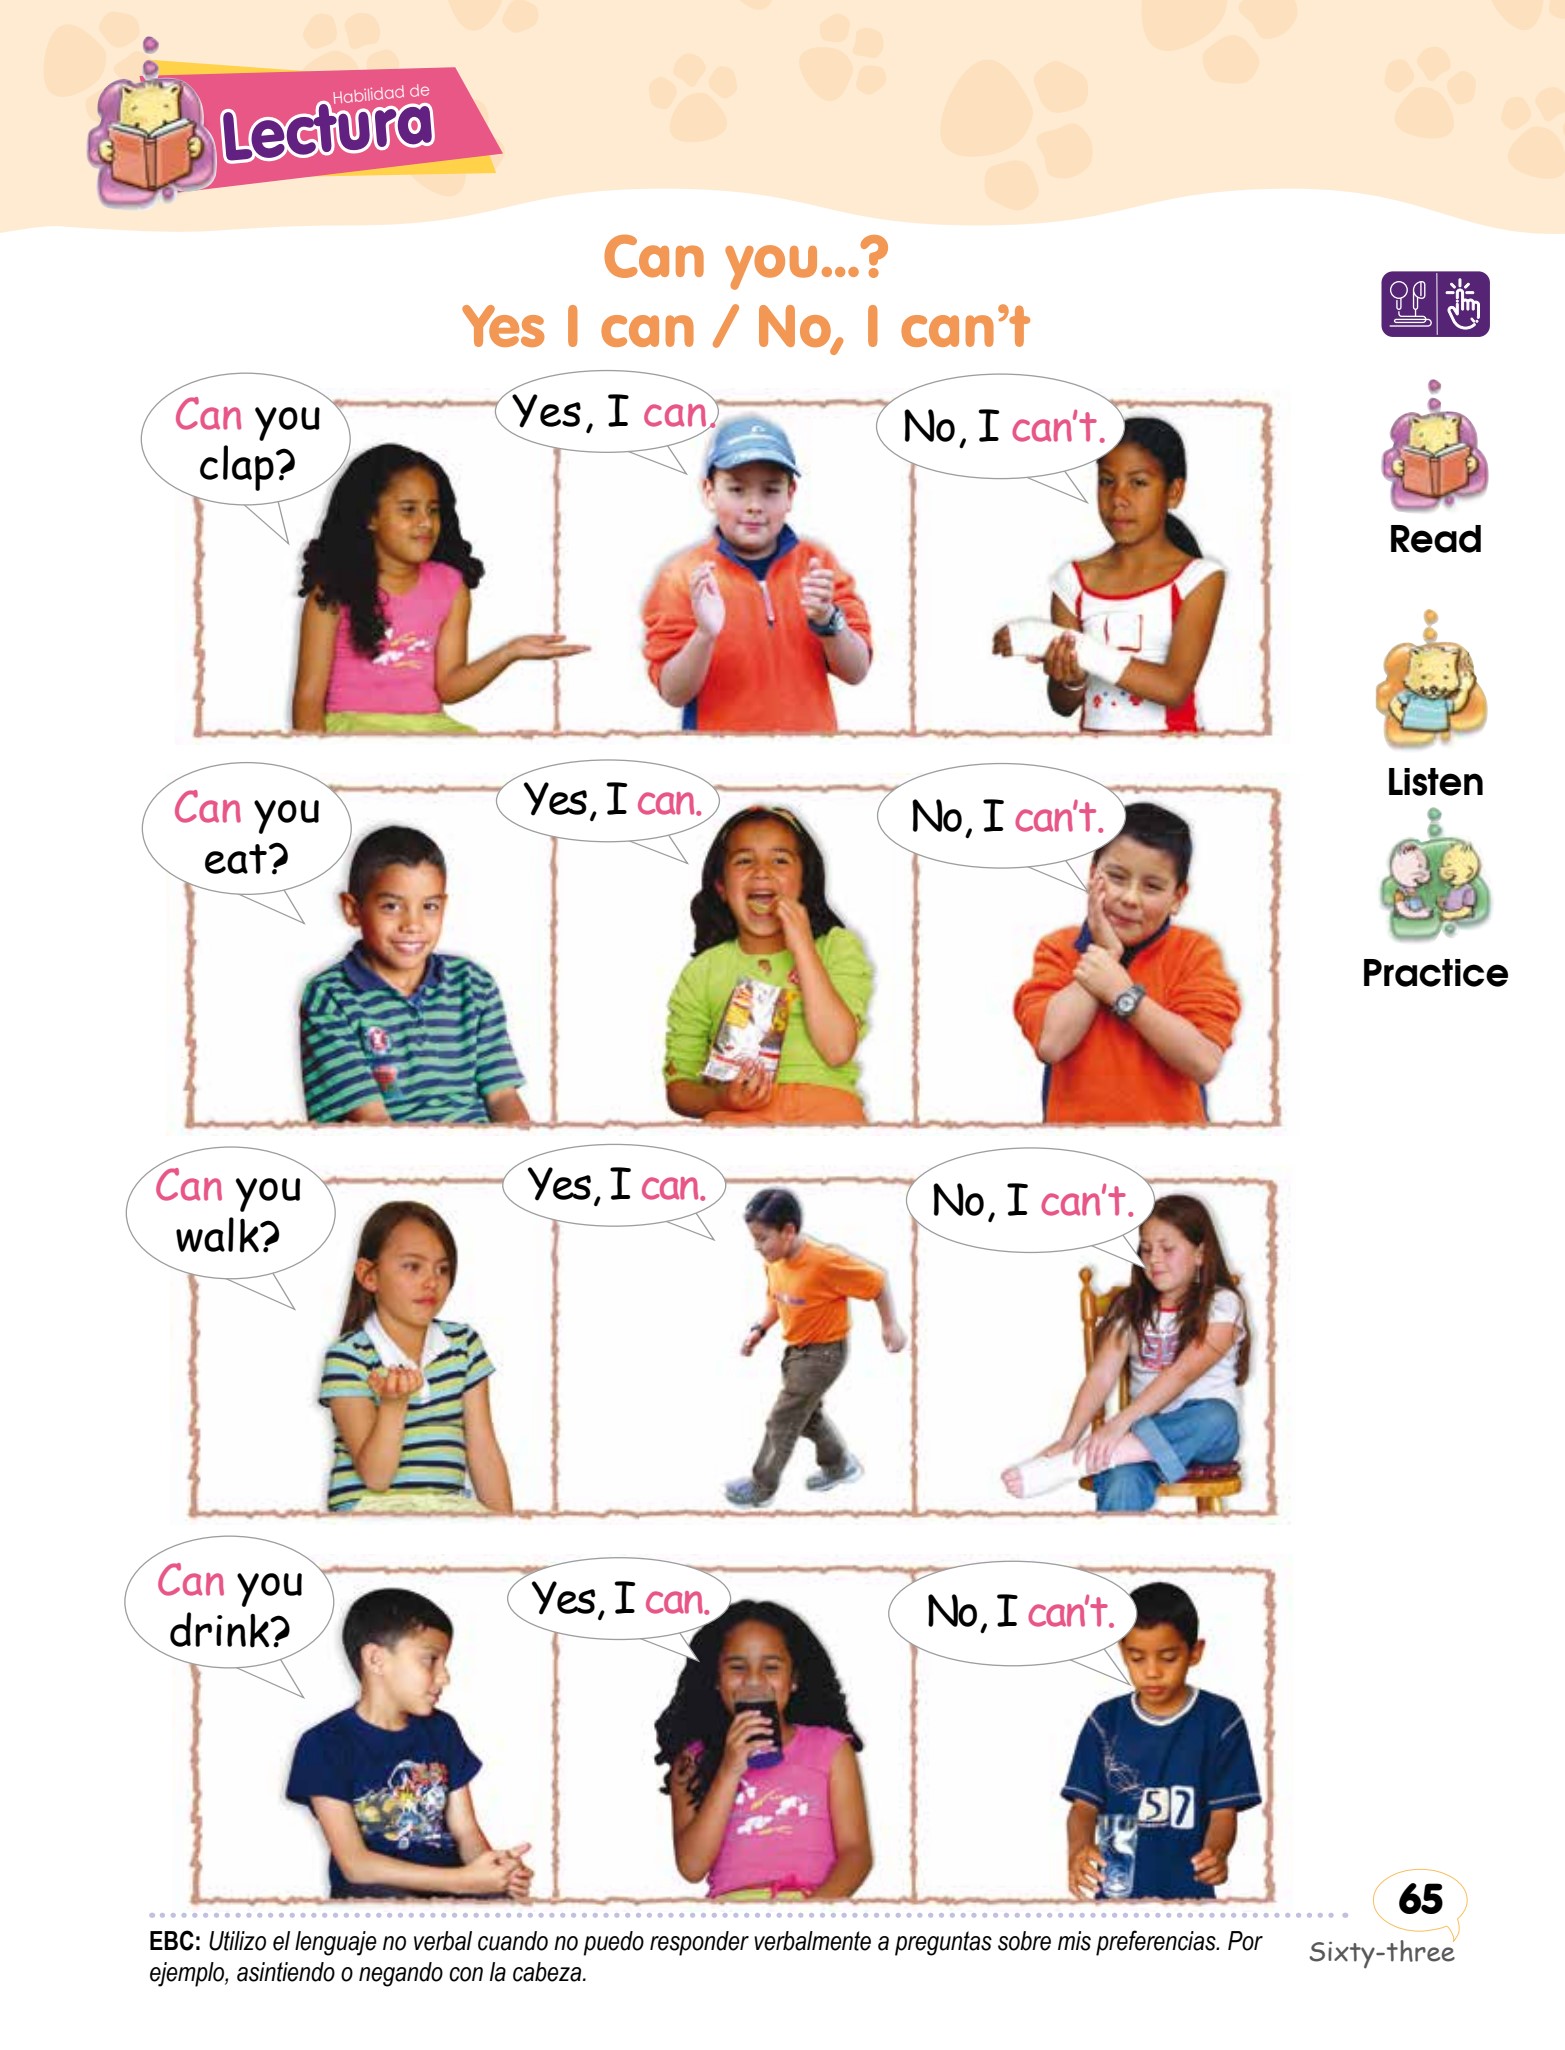 Habilidad de
Lectura
Can you...?
Yes I can / No, I can't
Can you
clap?
Yes, I can.
No, I can't.
Read
Listen
Practice
Can you
eat?
Yes, I can.
No, I can't.
Can you
walk?
Yes, I can.
No, I can't.
Can you
drink?
Yes, I can.
No, I can't.
57
65
Sixty-three
EBC: Utilizo el lenguaje no verbal cuando no puedo responder verbalmente a preguntas sobre mis preferencias. Por
ejemplo, asintiendo o negando con la cabeza.